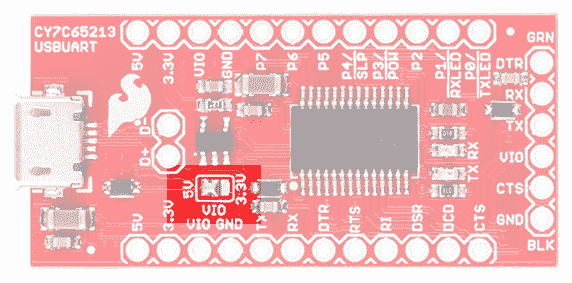 CY7C65213
USBUART
5V
3.3V
VIO
GND
P7
P6
P5
P4/
SLP
P3/
POW
P2
P1/
RXLED
P0/
TXLED
GRN
DTR
RX
TX
VIO
CTS
GND
BLK
D-
D+
RX
TX
5V
3.3V
VIO
5V
3.3V
VIO
GND
TX
RX
DTR
RTS
RI
DSR
DCD
CTS